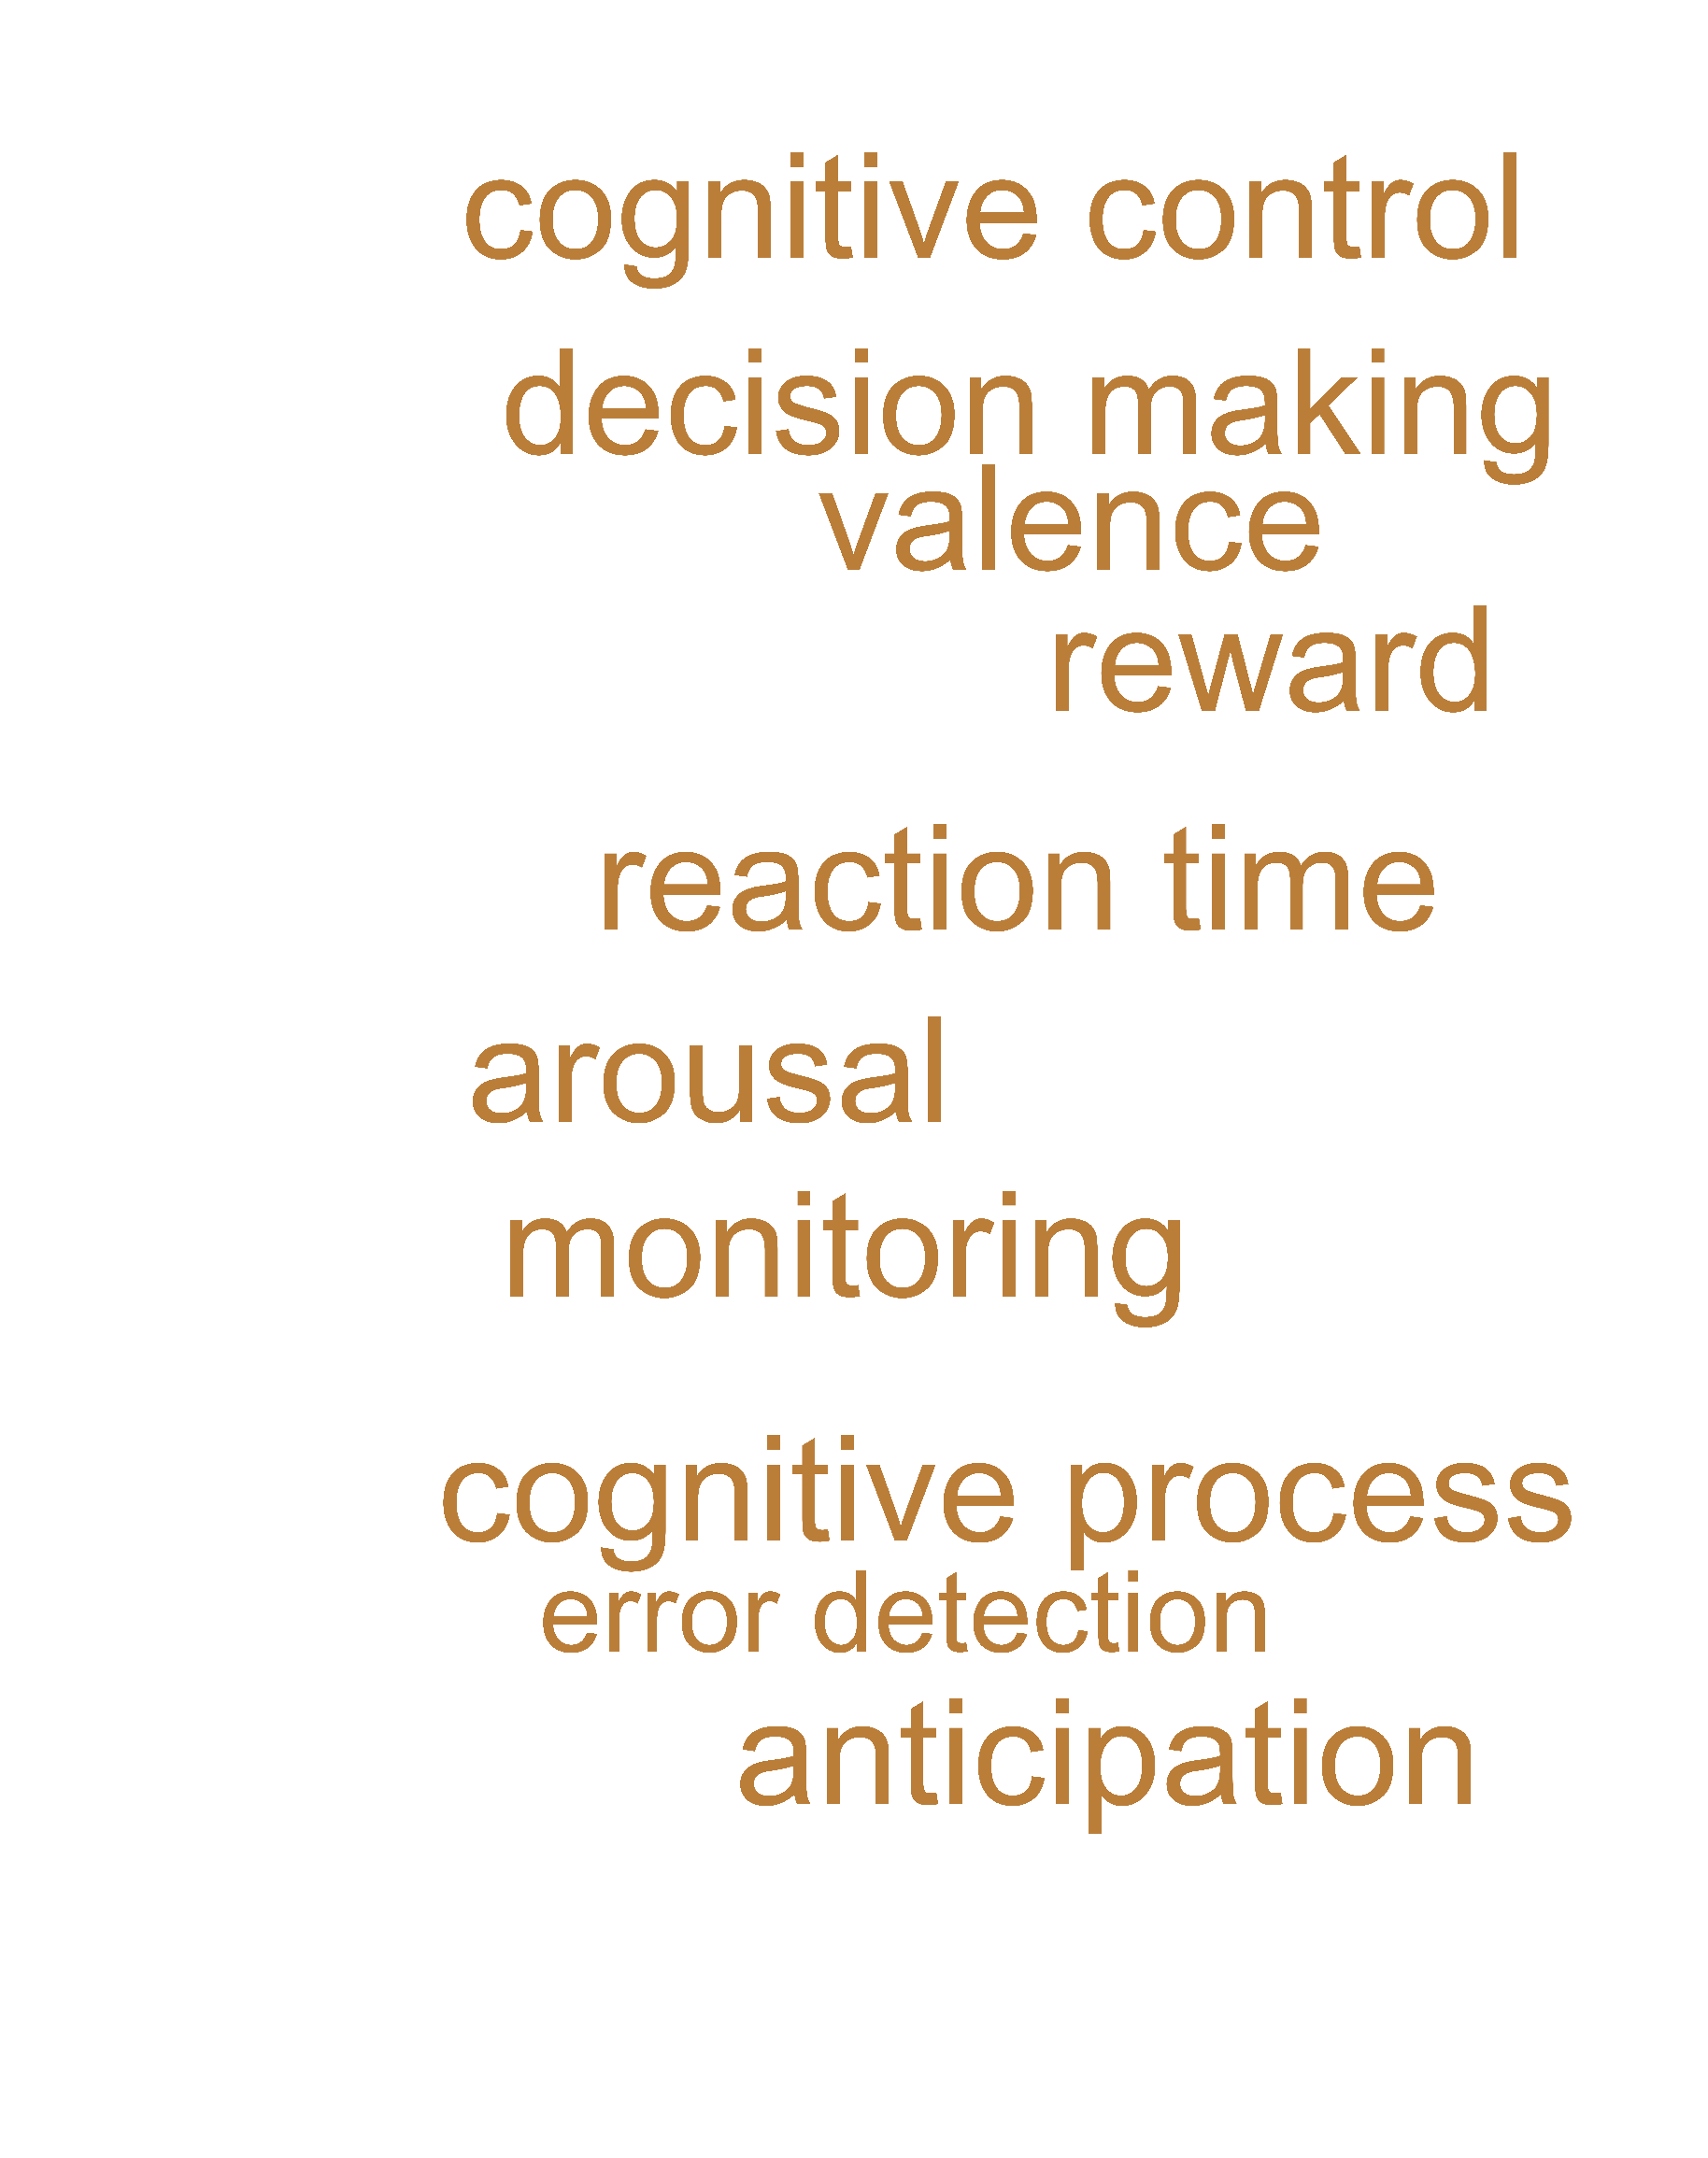 cognitive control
decision making
valence
reward
reaction time
arousal
monitoring
cognitive process
error detection
anticipation